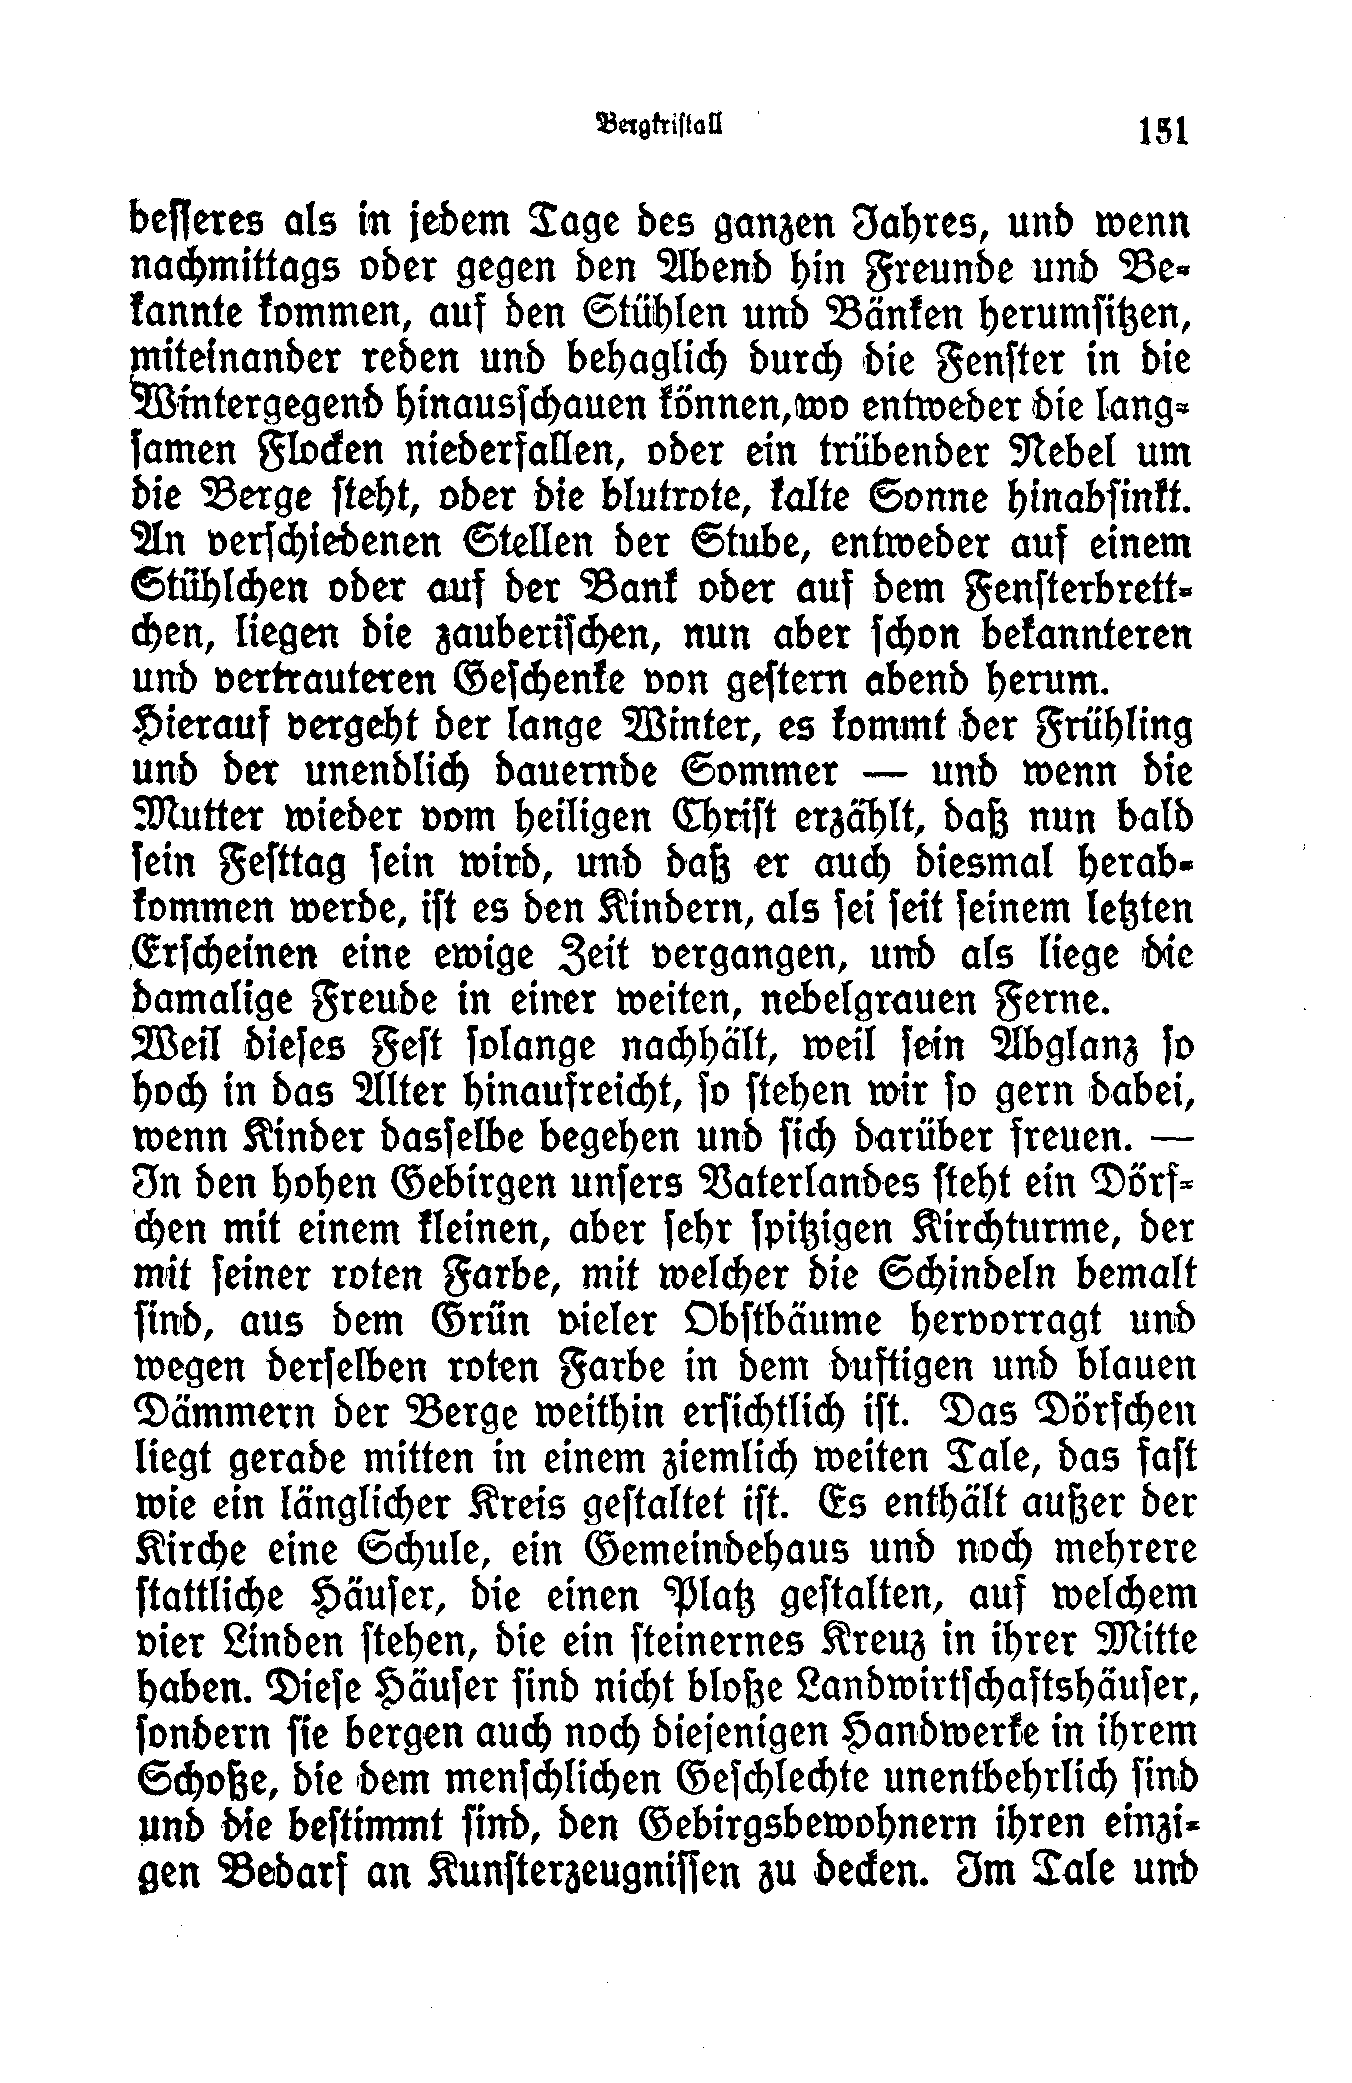 Bergkristall 151
besseres als in jedem Tage des ganzen Jahres, und wenn
nachmittags oder gegen den Abend hin Freunde und Be-
kannte kommen, auf den Stühlen und Bänken herumsitzen,
miteinander reden und behaglich durch die Fenster in die
Wintergegend hinausschauen können, wo entweder die lang-
samen Flocken niederfallen, oder ein trübender Nebel um
die Berge steht, oder die blutrote, kalte Sonne hinabsinkt.
An verschiedenen Stellen der Stube, entweder auf einem
Stühlchen oder auf der Bank oder auf dem Fensterbrett-
chen, liegen die zauberischen, nun aber schon bekannteren
und vertrauteren Geschenke von gestern abend herum.
Hierauf vergeht der lange Winter, es kommt der Frühling
und der unendlich dauernde Sommer — und wenn die
Mutter wieder vom heiligen Christ erzählt, daß nun bald
sein Festtag sein wird, und daß er auch diesmal herab-
kommen werde, ist es den Kindern, als sei seit seinem letzten
Erscheinen eine ewige Zeit vergangen, und als liege die
damalige Freude in einer weiten, nebelgrauen Ferne.
Weil dieses Fest solange nachhält, weil sein Abglanz so
hoch in das Alter hinaufreicht, so stehen wir so gern dabei,
wenn Kinder dasselbe begehen und sich darüber freuen. —
In den hohen Gebirgen unsers Vaterlandes steht ein Dörf-
chen mit einem kleinen, aber sehr spitzigen Kirchturme, der
mit seiner roten Farbe, mit welcher die Schindeln bemalt
sind, aus dem Grün vieler Obstbäume hervorragt und
wegen derselben roten Farbe in dem duftigen und blauen
Dämmern der Berge weithin ersichtlich ist. Das Dörfchen
liegt gerade mitten in einem ziemlich weiten Tale, das fast
wie ein länglicher Kreis gestaltet ist. Es enthält außer der
Kirche eine Schule, ein Gemeindehaus und noch mehrere
stattliche Häuser, die einen Platz gestalten, auf welchem
vier Linden stehen, die ein steinernes Kreuz in ihrer Mitte
haben. Diese Häuser sind nicht bloße Landwirtschaftshäuser,
sondern sie bergen auch noch diejenigen Handwerke in ihrem
Schoße, die dem menschlichen Geschlechte unentbehrlich sind
und die bestimmt sind, den Gebirgsbewohnern ihren einzi-
gen Bedarf an Kunsterzeugnissen zu decken. Im Tale und